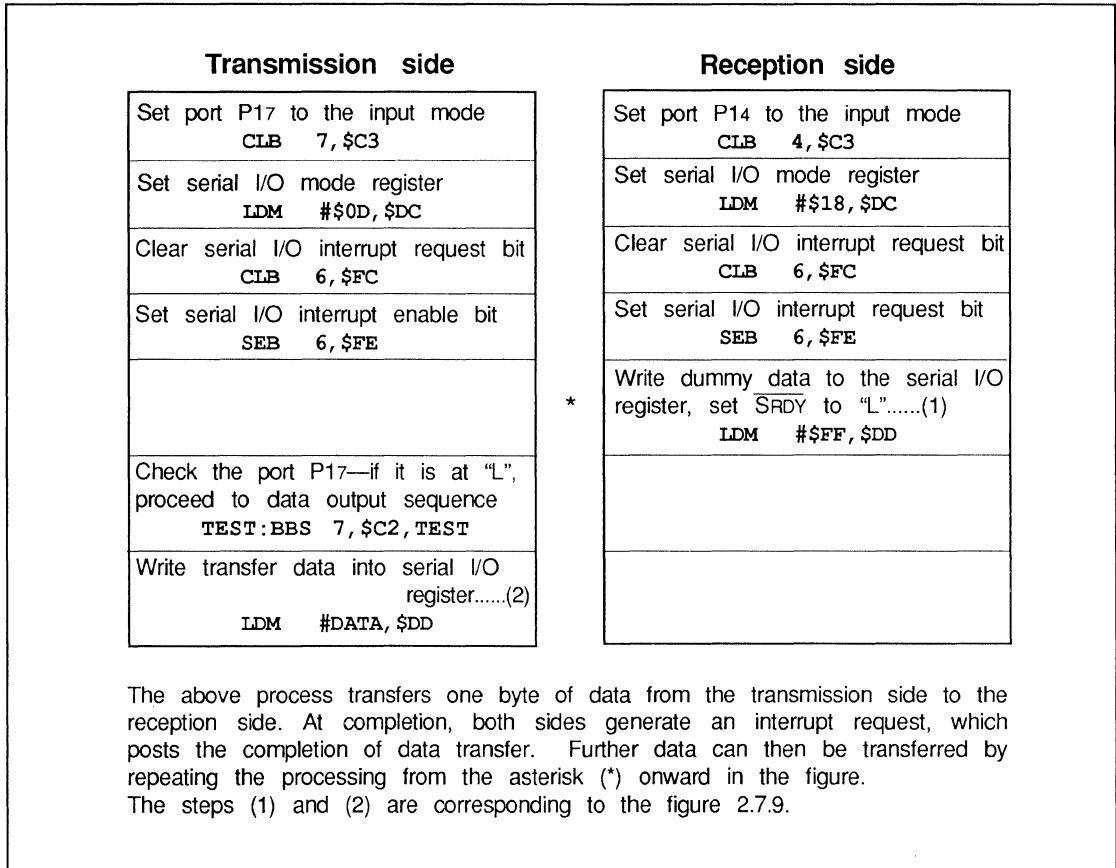 Transmission side
Set port P17 to the input mode
CLB 7,$C3
Set serial I/O mode register
LDM #$0D,$DC
Clear serial I/O interrupt request bit
CLB 6,$FC
Set serial I/O interrupt enable bit
SEB 6,$FE
Check the port P17—if it is at “L”,
proceed to data output sequence
TEST:BBS 7,$C2,TEST
Write transfer data into serial I/O
register......(2)
LDM #DATA,$DD
*
Reception side
Set port P14 to the input mode
CLB 4,$C3
Set serial I/O mode register
LDM #$18,$DC
Clear serial I/O interrupt request bit
CLB 6,$FC
Set serial I/O interrupt request bit
SEB 6,$FE
Write dummy data to the serial I/O
register, set SRDY to “L”......(1)
LDM #$FF,$DD
The above process transfers one byte of data from the transmission side to the
reception side. At completion, both sides generate an interrupt request, which
posts the completion of data transfer. Further data can then be transferred by
repeating the processing from the asterisk (*) onward in the figure.
The steps (1) and (2) are corresponding to the figure 2.7.9.